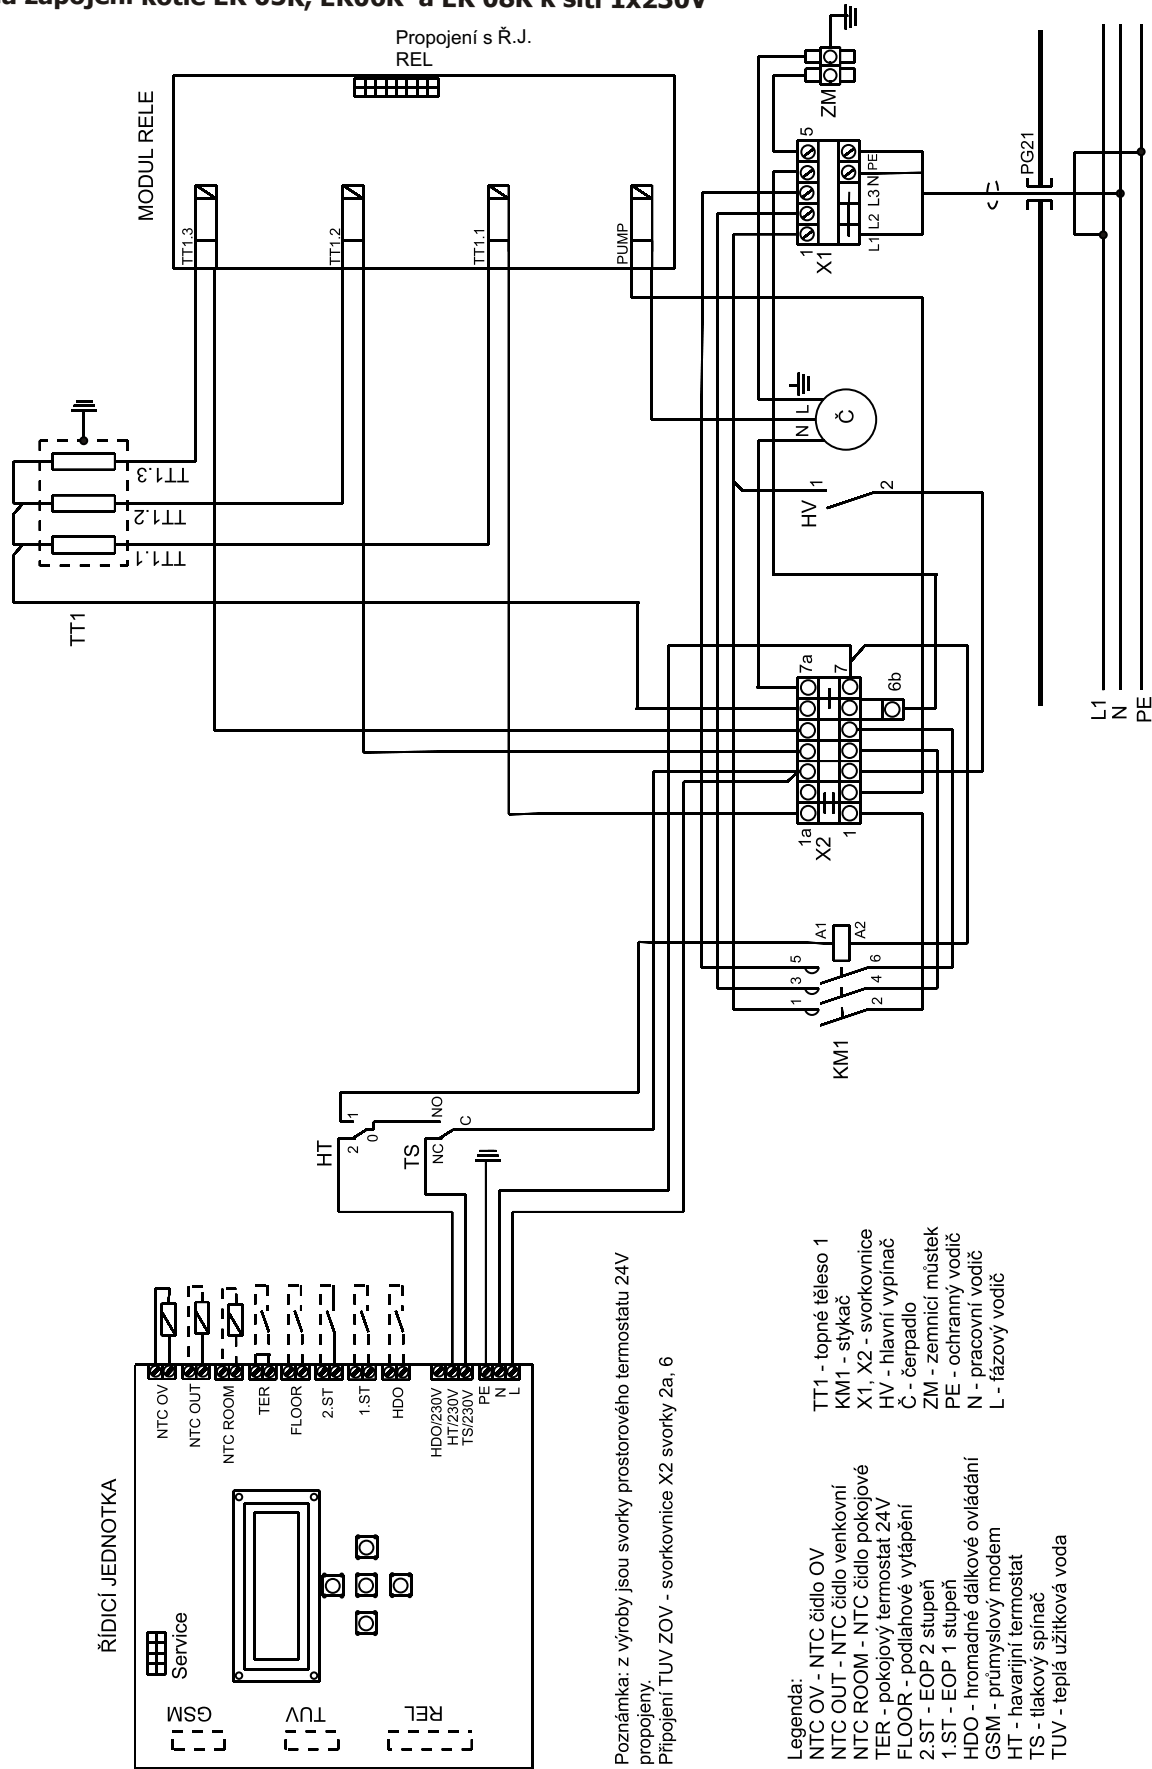 zapojení kotle EK 05K, EK06K a EK 08K k síti 1x230V
Propojení s Ř.J.
REL
MODUL RELE
TT1.3
TT1.2
TT1.1
PUMP
TT1.3
TT1.2
TT1.1
TT1
ZM
5
1
X1
L1 L2 L3 N PE
PG21
N L
Č
HV
1
2
7a
7
6b
1a
1
X2
L1
N
PE
1 3 5
A1
A2
2 4 6
KM1
HT
2
1
0
TS
NO
NC
C
ŘÍDICÍ JEDNOTKA
Service
GSM
TUV
REL
NTC OV
NTC OUT
NTC ROOM
TER
FLOOR
2.ST
1.ST
HDO
HDO/230V
HT/230V
TS/230V
PE
N
L
Poznámka: z výroby jsou svorky prostorového termostatu 24V
propojeny.
Připojení TUV ZOV - svorkovnice X2 svorky 2a, 6
Legenda:
NTC OV - NTC čidlo OV
NTC OUT - NTC čidlo venkovní
NTC ROOM - NTC čidlo pokojové
TER - pokojový termostat 24V
FLOOR - podlahové vytápění
2.ST - EOP 2 stupeň
1.ST - EOP 1 stupeň
HDO - hromadné dálkové ovládání
GSM - průmyslový modem
HT - havarijní termostat
TS - tlakový spínač
TUV - teplá užitková voda
TT1 - topné těleso 1
KM1 - stykač
X1, X2 - svorkovnice
HV - hlavní vypínač
Č - čerpadlo
ZM - zemnicí můstek
PE - ochranný vodič
N - pracovní vodič
L - fázový vodič